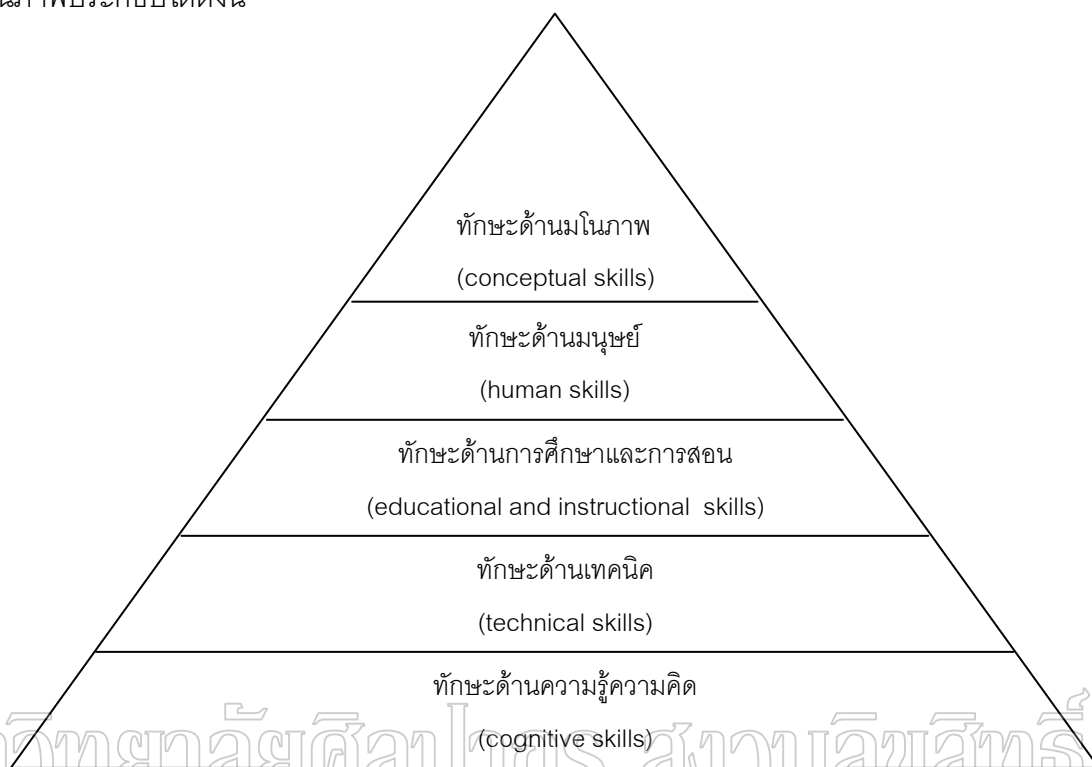 ทักษะด้านมโนภาพ
(conceptual skills)
ทักษะด้านมนุษย์
(human skills)
ทักษะด้านการศึกษาและการสอน
(educational and instructional skills)
ทักษะด้านเทคนิค
(technical skills)
ทักษะด้านความรู้ความคิด
(cognitive skills)